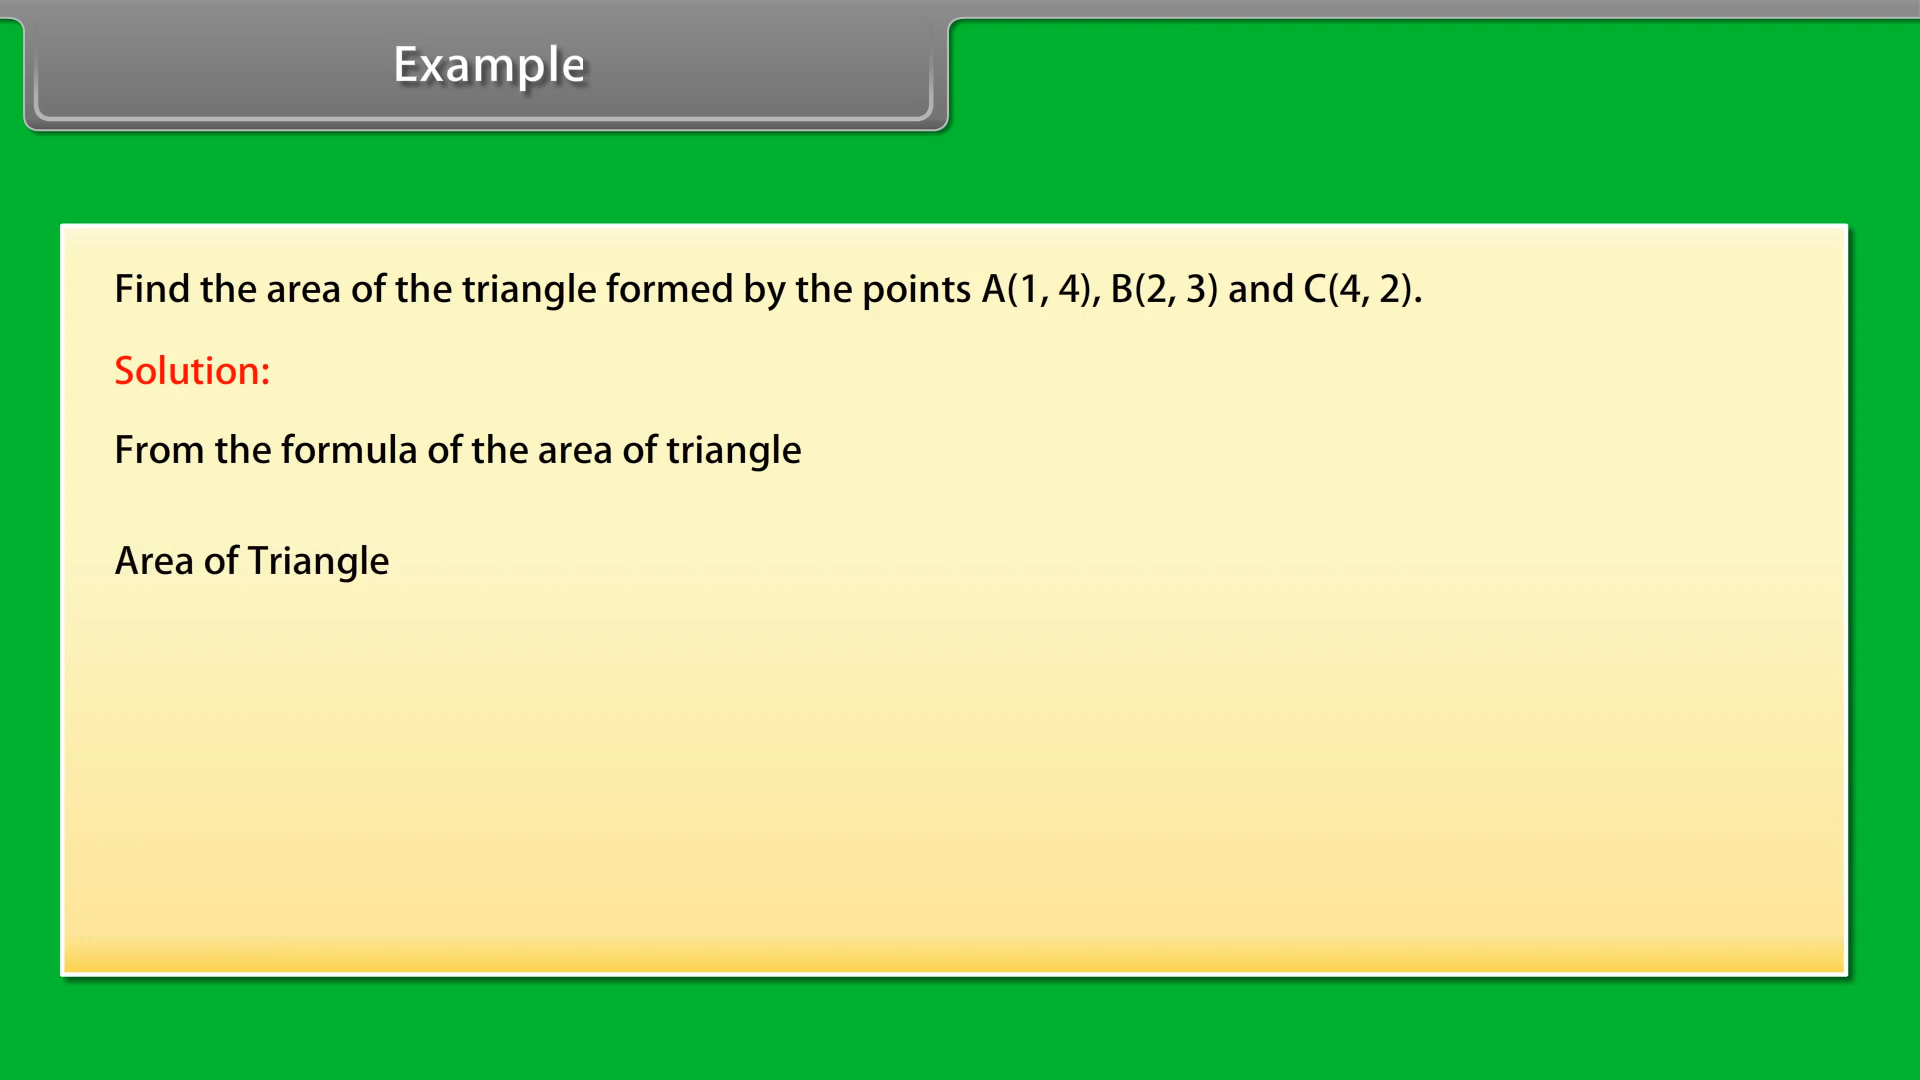 Example
Find the area of the triangle formed by the points A(1, 4), B(2, 3) and C(4, 2).
Solution:
From the formula of the area of triangle
Area of Triangle